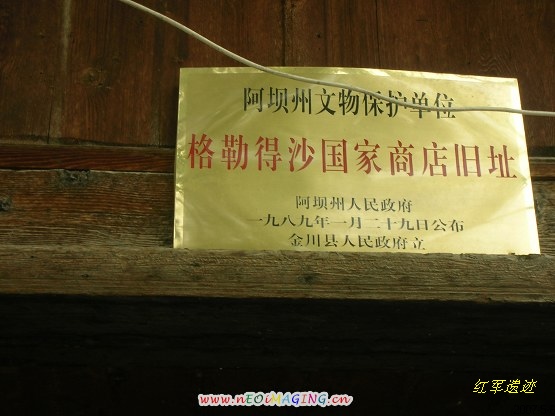 阿坝州文物保护单位
格勒得沙国家商店旧址
阿坝州人民政府
一九八九年一月二十九日公布
金川县人民政府立
红军遗迹
www.nEOiMAGING.cn